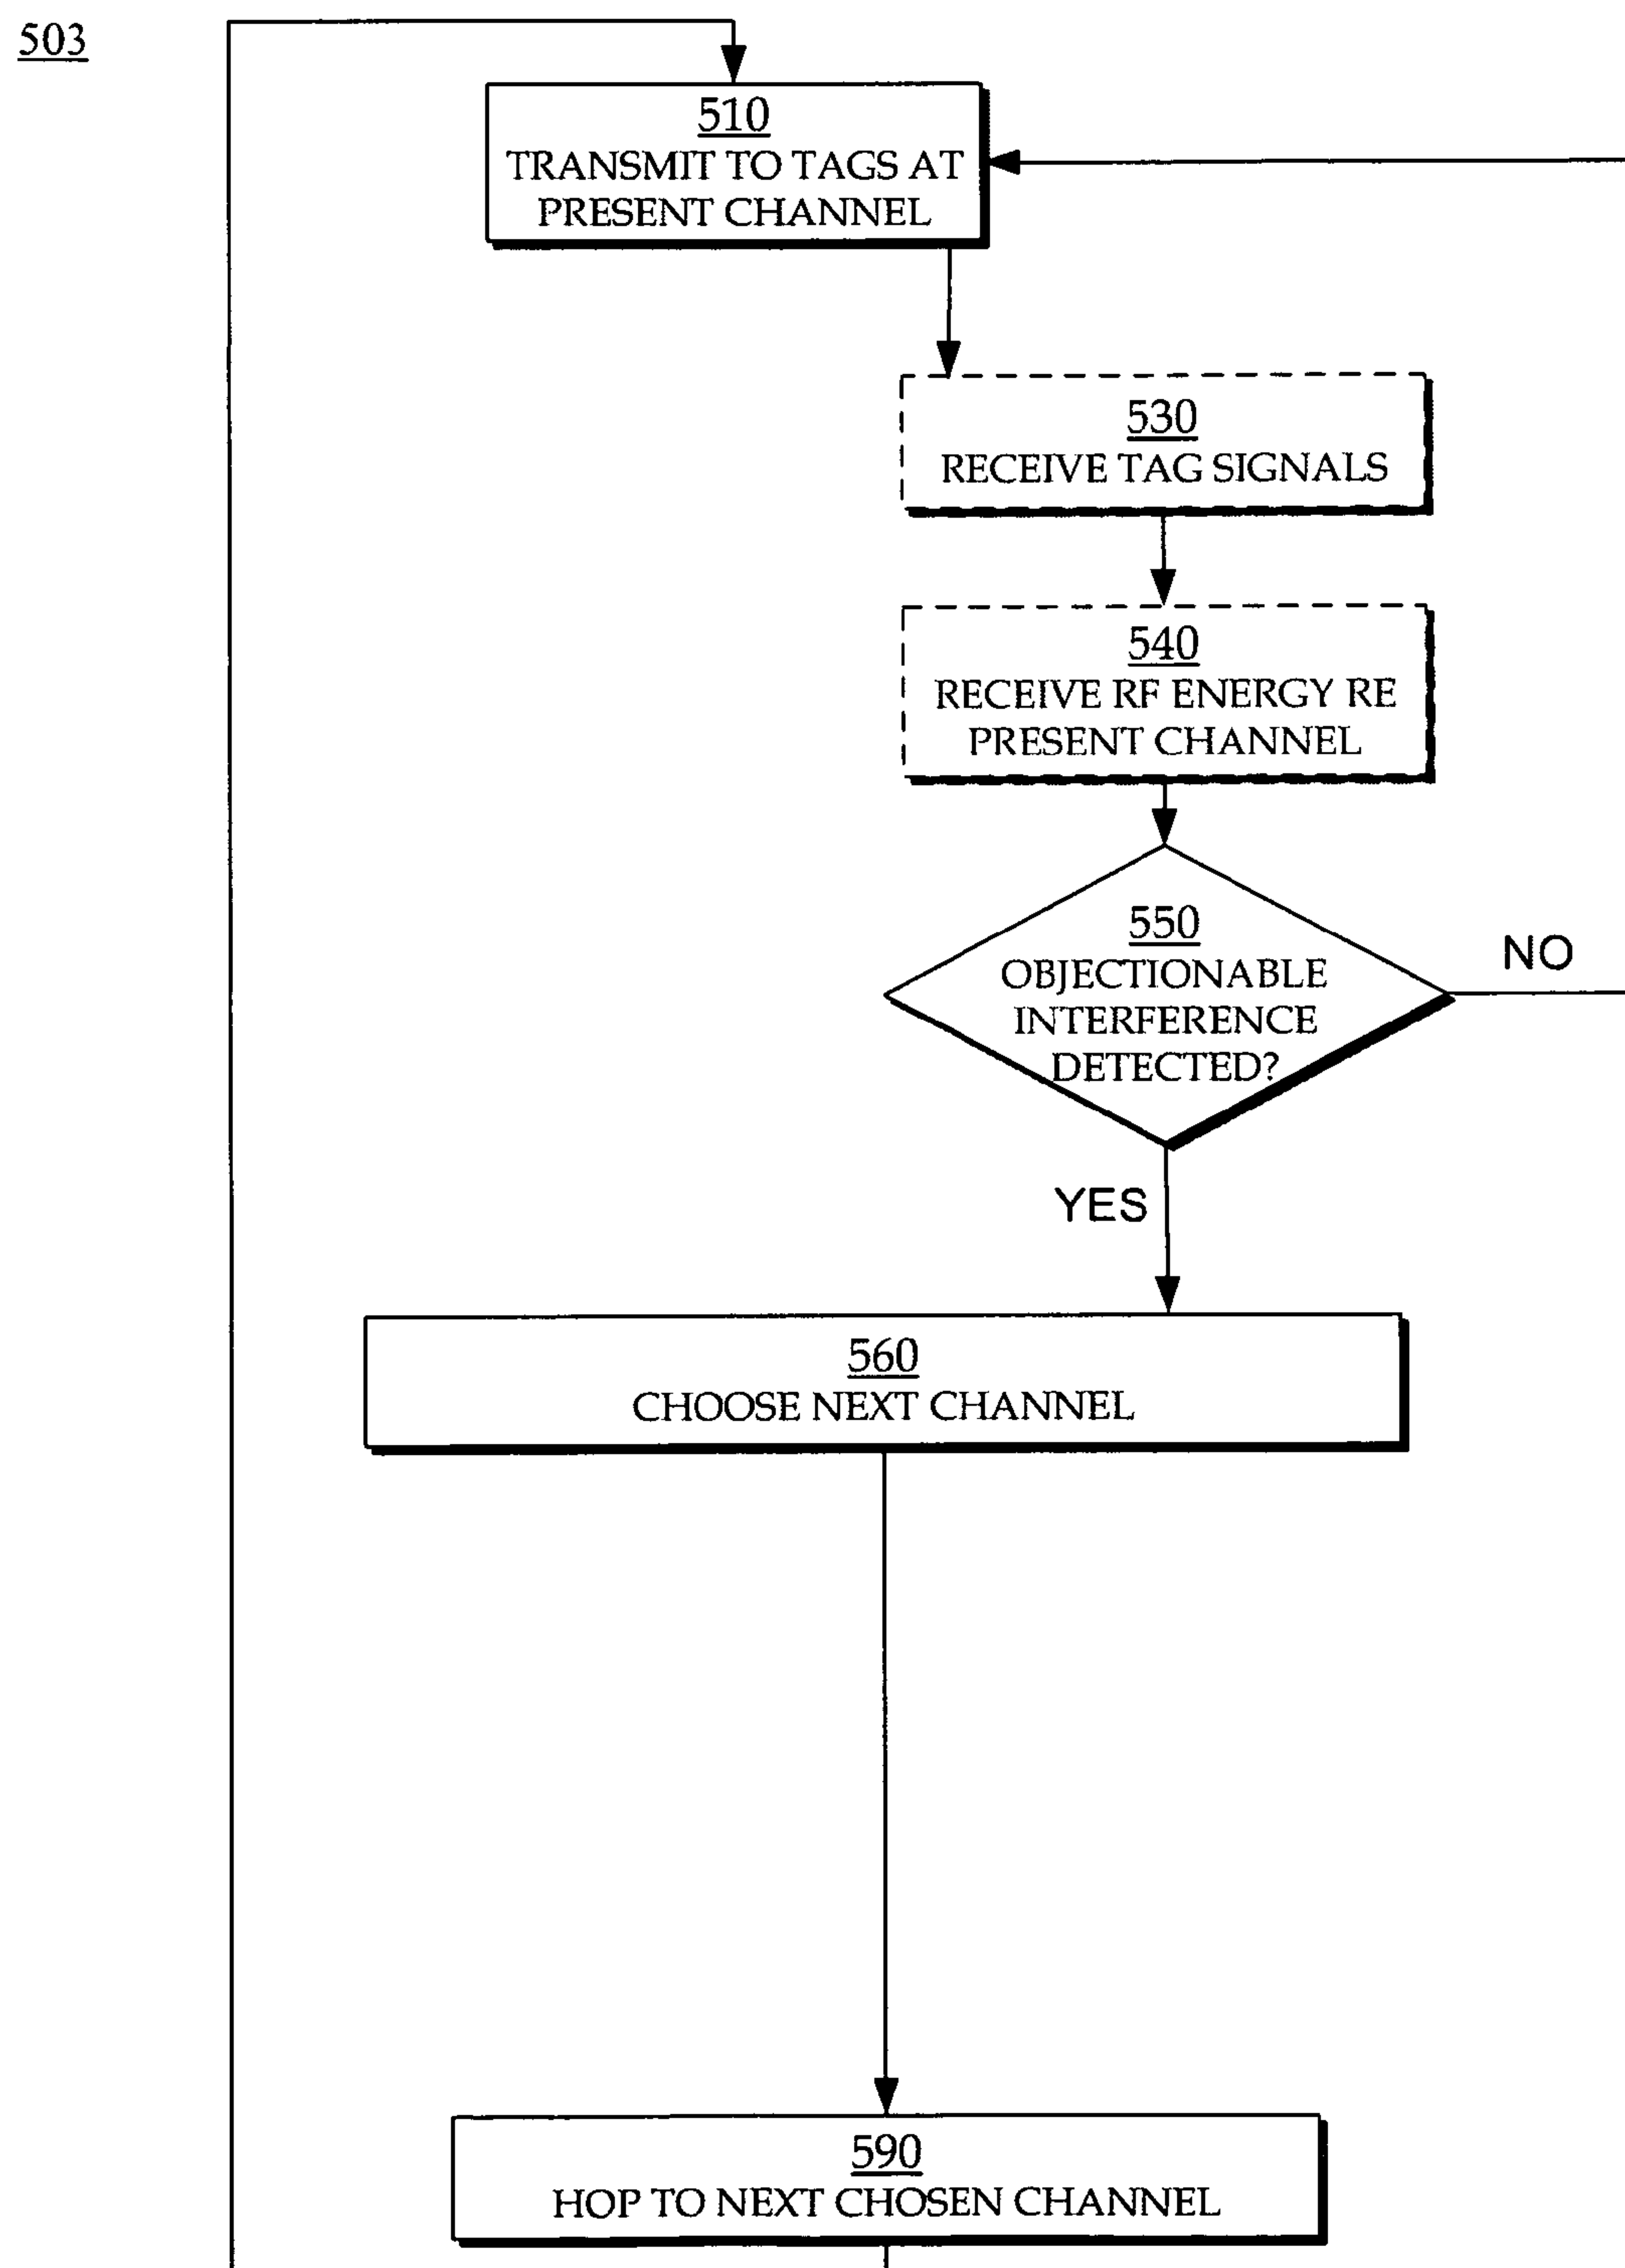 503
510
TRANSMIT TO TAGS AT
PRESENT CHANNEL
530
RECEIVE TAG SIGNALS
540
RECEIVE RF ENERGY RE
PRESENT CHANNEL
550
OBJECTIONABLE
INTERFERENCE
DETECTED?
NO
YES
560
CHOOSE NEXT CHANNEL
590
HOP TO NEXT CHOSEN CHANNEL